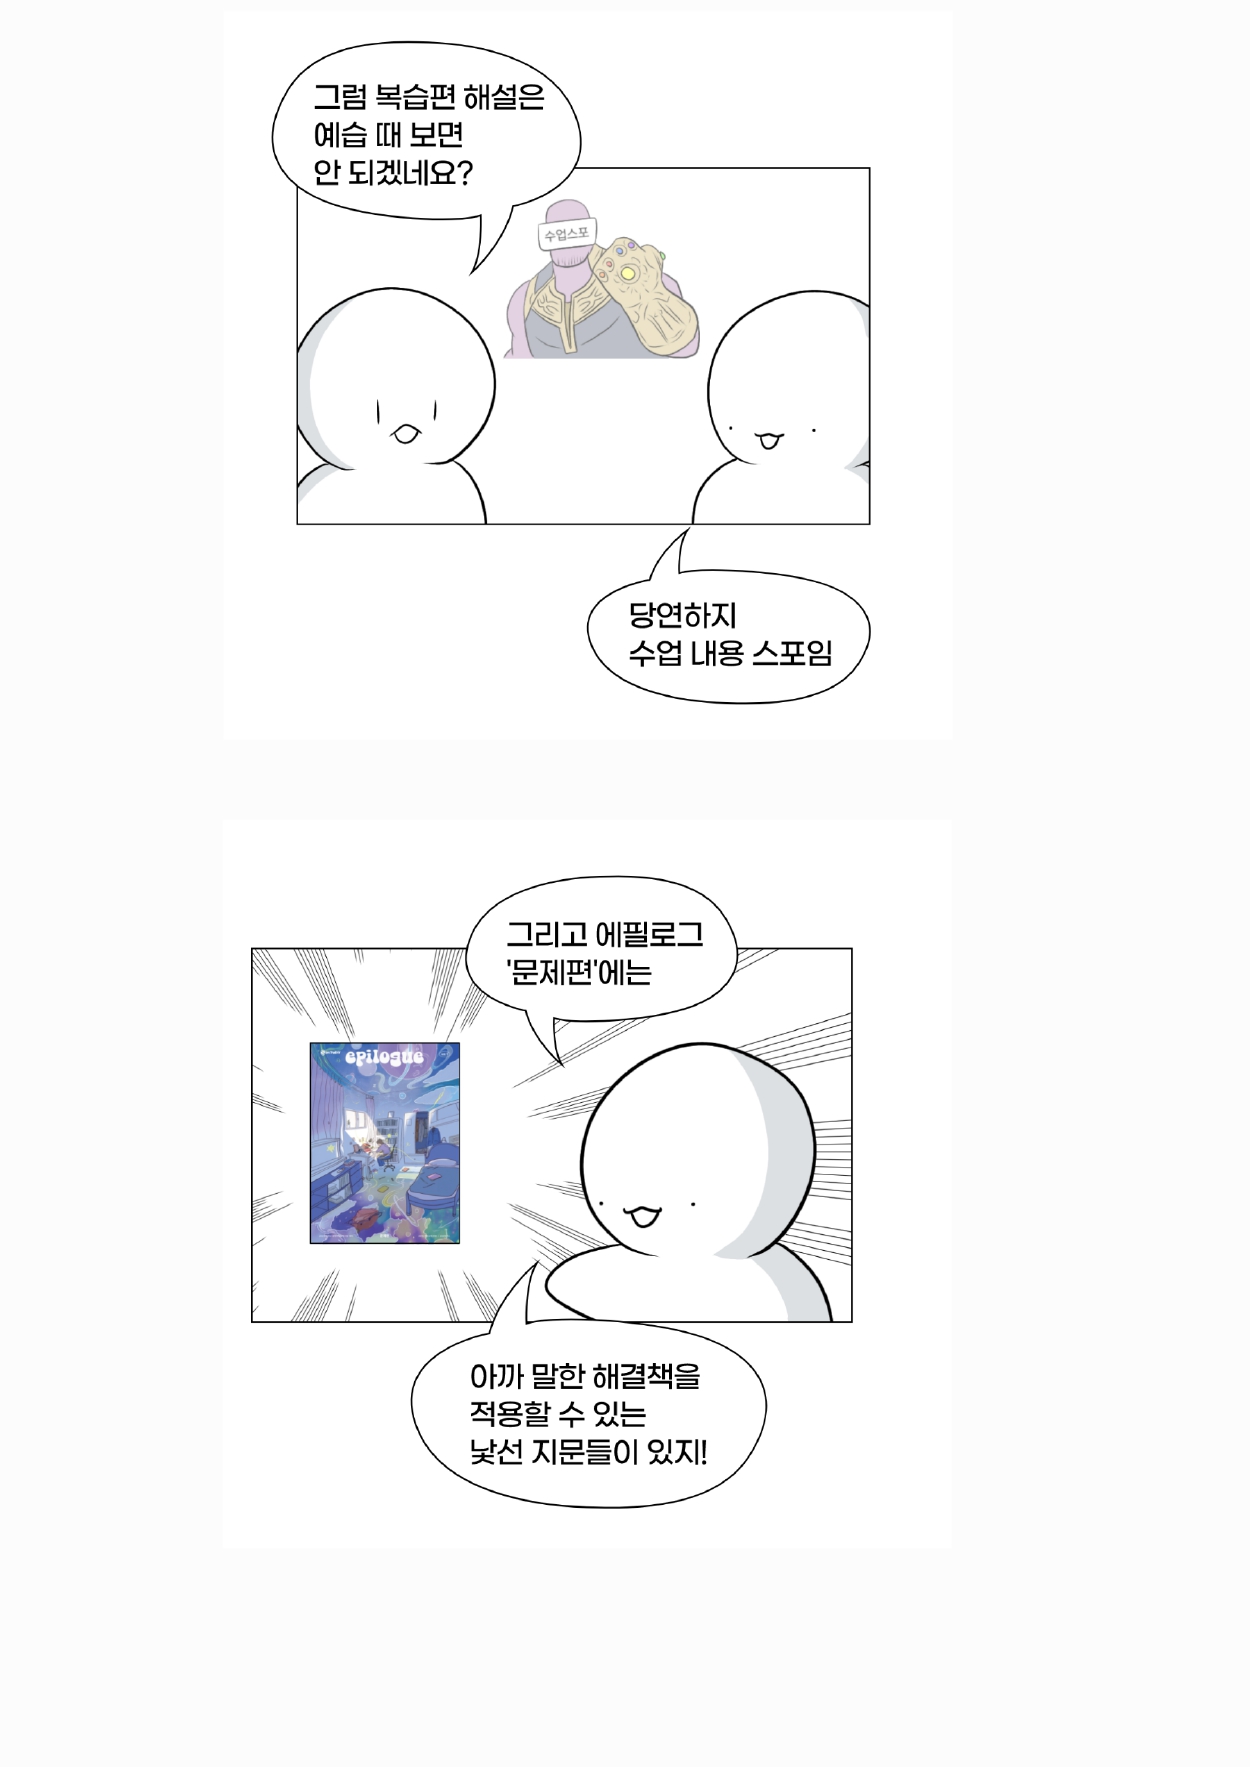 그럼 복습편 해설은
예습 때 보면
안 되겠네요?
수업스포
당연하지
수업 내용 스포임
그리고 에필로그
'문제편'에는
epilogue
아까 말한 해결책을
적용할 수 있는
낯선 지문들이 있지!